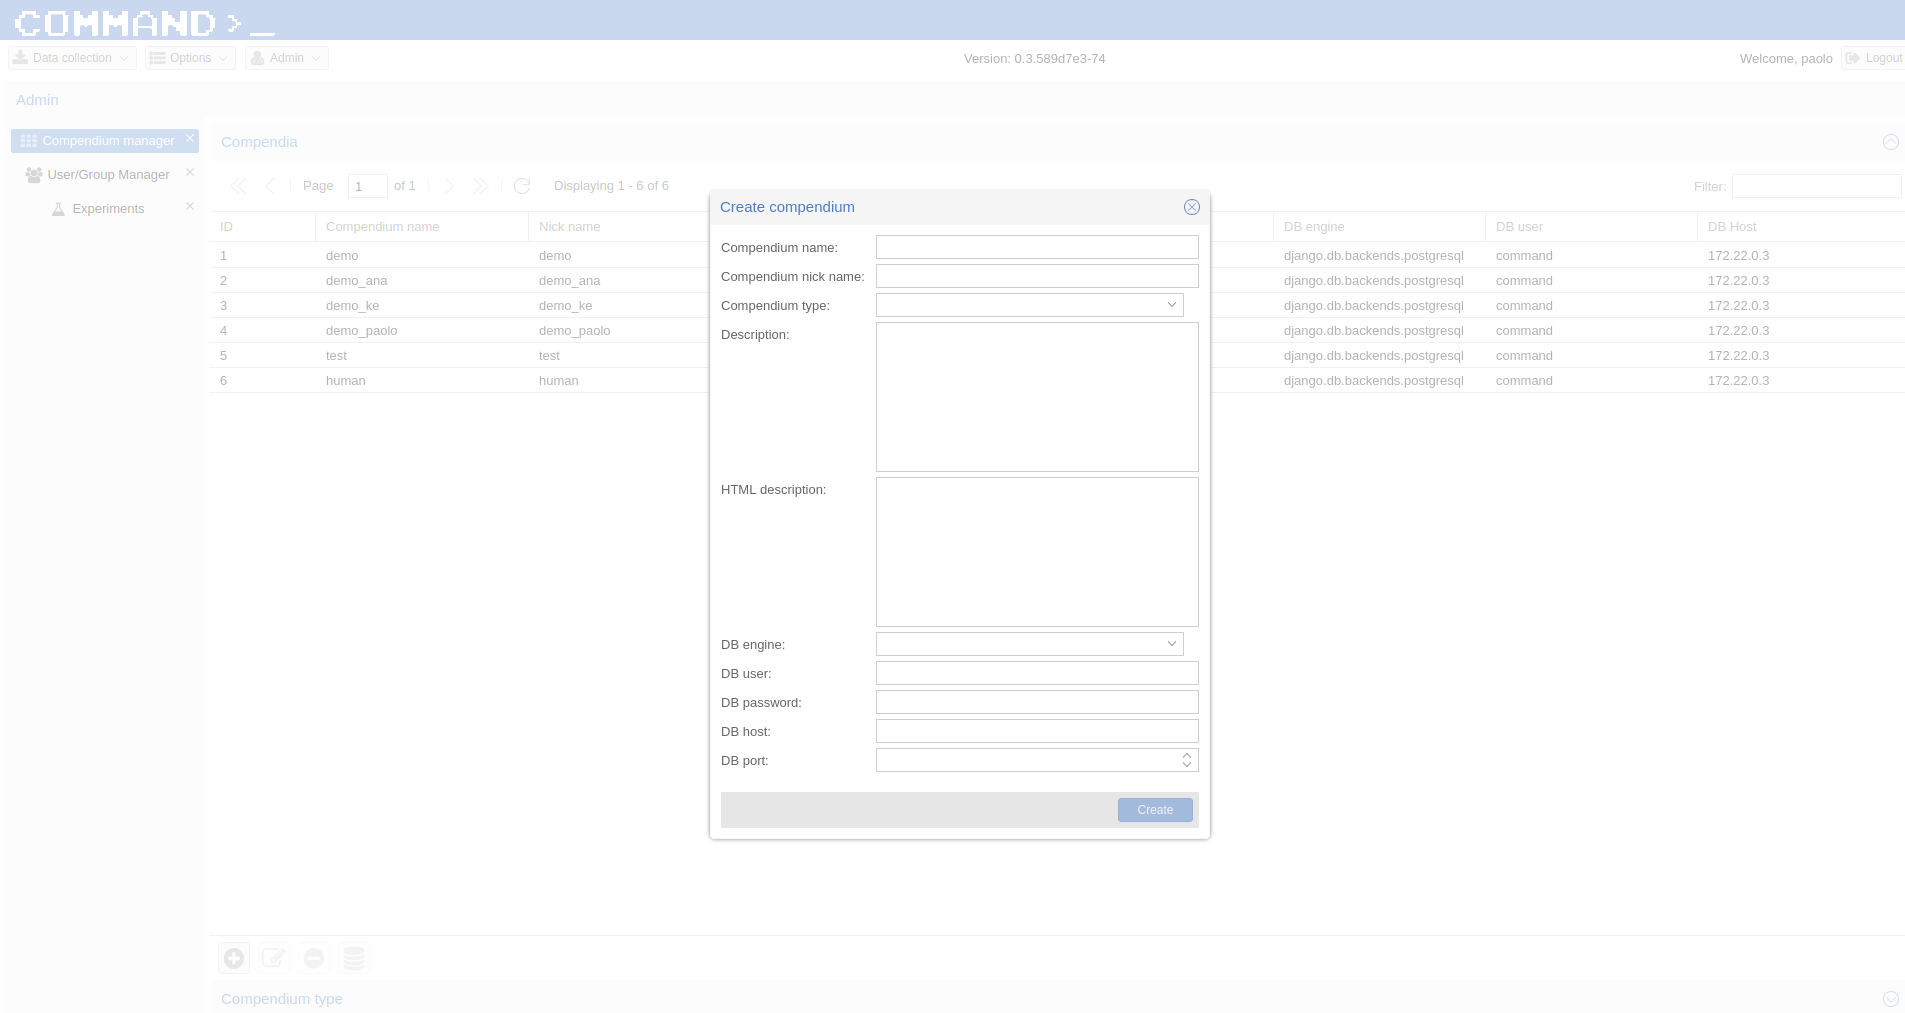 COMMAND>_
Data collection Options Admin Version: 0.3.589d7e3-74 Welcome, paolo Logout
Admin
Compendium manager
User/Group Manager
Experiments
Compendia
Page 1 of 1 Displaying 1 - 6 of 6 Filter:
ID Compendium name Nick name DB engine DB user DB Host
1 demo demo django.db.backends.postgresql command 172.22.0.3
2 demo_ana demo_ana django.db.backends.postgresql command 172.22.0.3
3 demo_ke demo_ke django.db.backends.postgresql command 172.22.0.3
4 demo_paolo demo_paolo django.db.backends.postgresql command 172.22.0.3
5 test test django.db.backends.postgresql command 172.22.0.3
6 human human django.db.backends.postgresql command 172.22.0.3
Create compendium
Compendium name:
Compendium nick name:
Compendium type:
Description:
HTML description:
DB engine:
DB user:
DB password:
DB host:
DB port:
Create
Compendium type